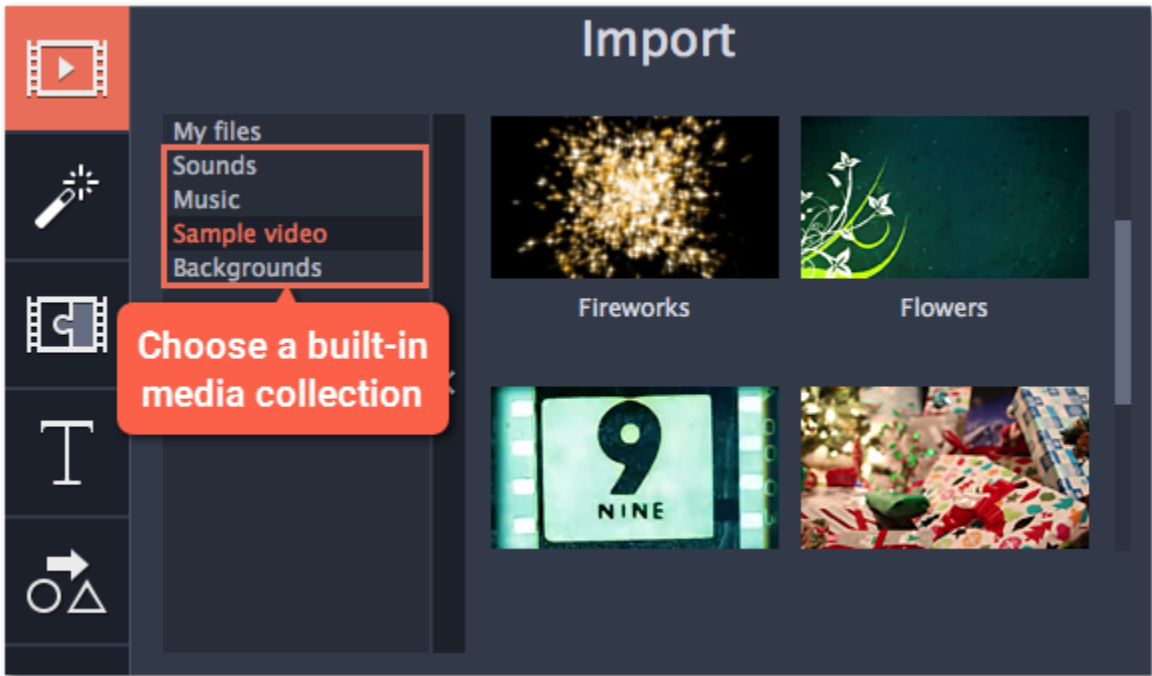 Import
My files
Sounds
Music
Sample video
Backgrounds
Choose a built-in
media collection
Fireworks
Flowers
9
NINE